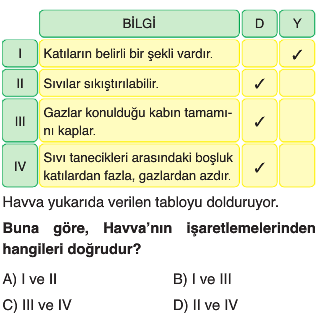 BİLGİ D Y
I Katıların belirli bir şekli vardır. ✓
II Sıvılar sıkıştırılabilir. ✓
III Gazlar konulduğu kabın tamamı-
nı kaplar. ✓
IV Sıvı tanecikleri arasındaki boşluk
katılardan fazla, gazlardan azdır. ✓
Havva yukarıda verilen tabloyu dolduruyor.
Buna göre, Havva'nın işaretlemelerinden
hangileri doğrudur?
A) I ve II B) I ve III
C) III ve IV D) II ve IV